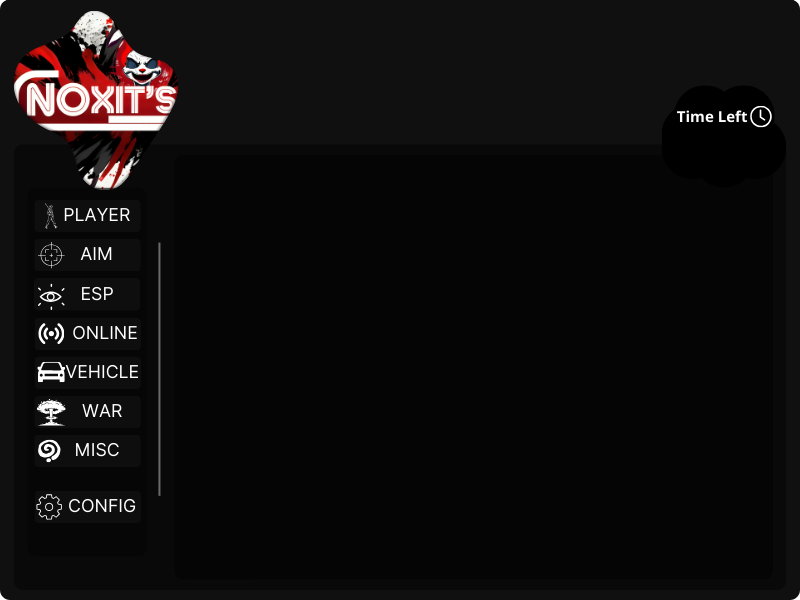 NOXIT'S
Time Left
PLAYER
AIM
ESP
ONLINE
VEHICLE
WAR
MISC
CONFIG